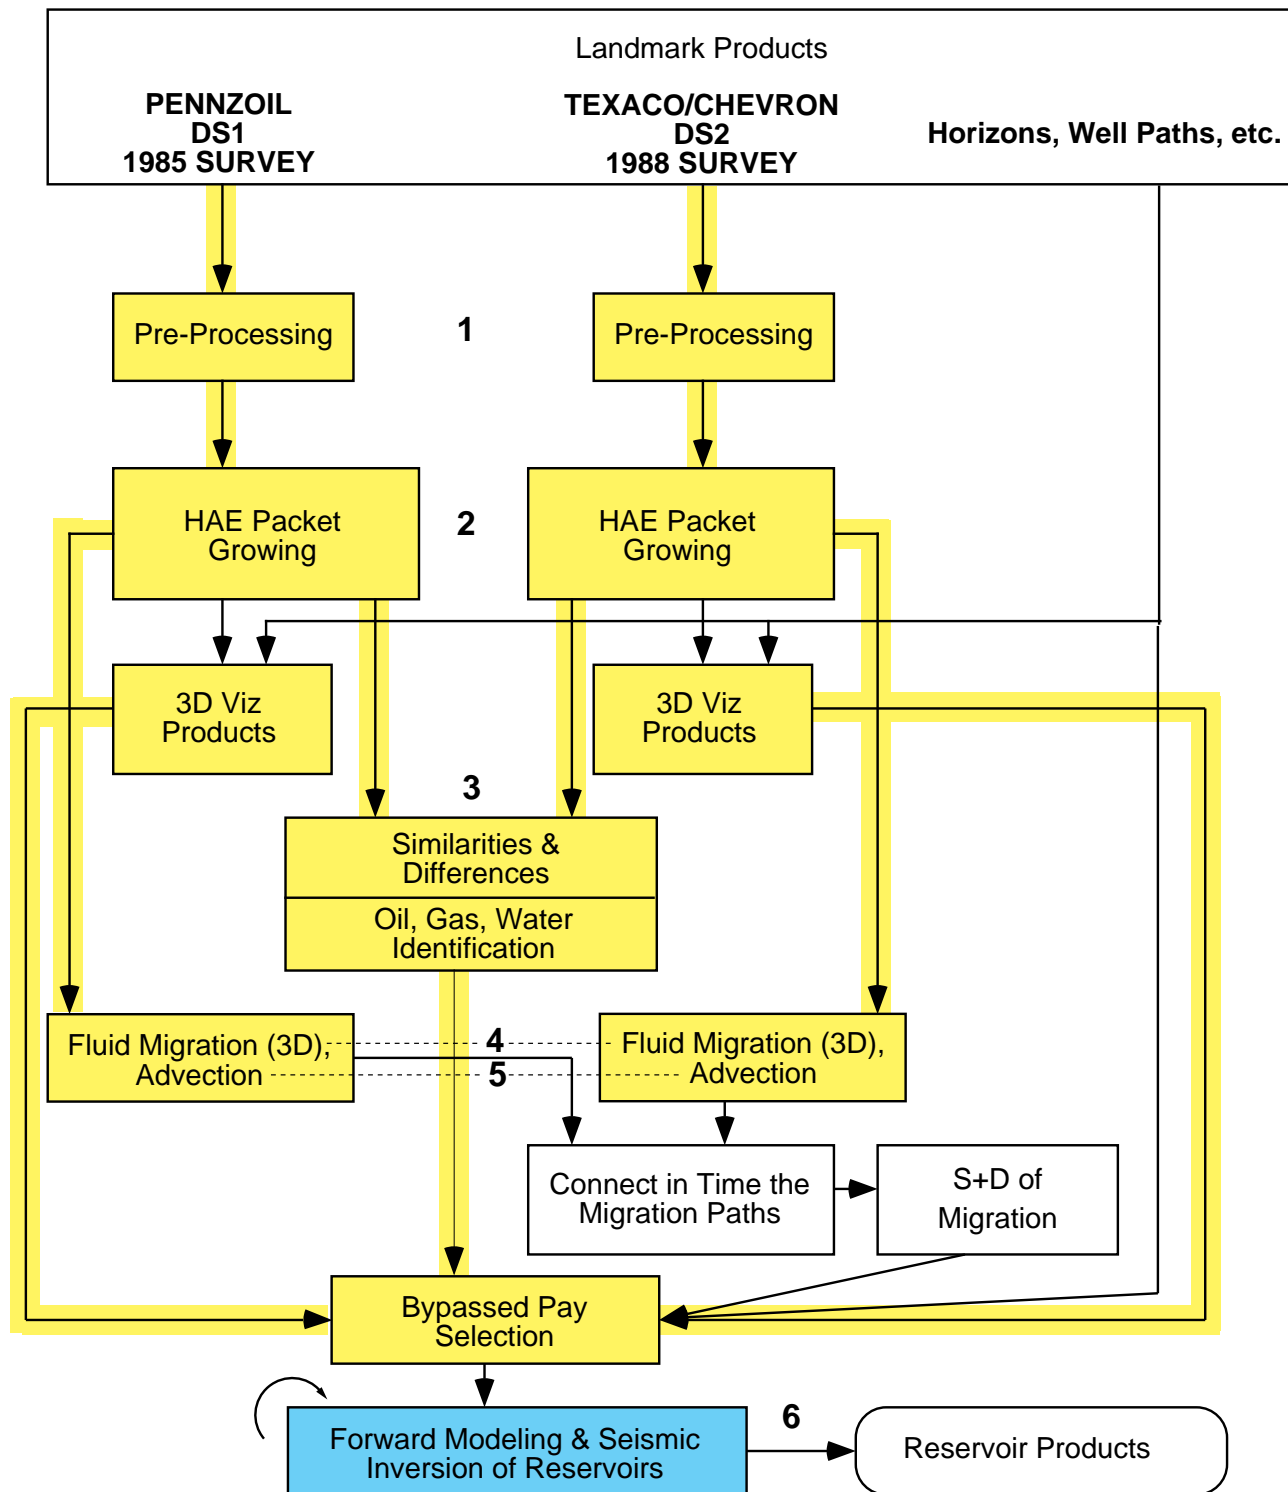 Landmark Products
PENNZOIL
DS1
1985 SURVEY
TEXACO/CHEVRON
DS2
1988 SURVEY
Horizons, Well Paths, etc.
Pre-Processing
1
Pre-Processing
HAE Packet
Growing
2
HAE Packet
Growing
3D Viz
Products
3D Viz
Products
3
Similarities &
Differences
Oil, Gas, Water
Identification
Fluid Migration (3D),
Advection
4
5
Fluid Migration (3D),
Advection
Connect in Time the
Migration Paths
S+D of
Migration
Bypassed Pay
Selection
Forward Modeling & Seismic
Inversion of Reservoirs
6
Reservoir Products